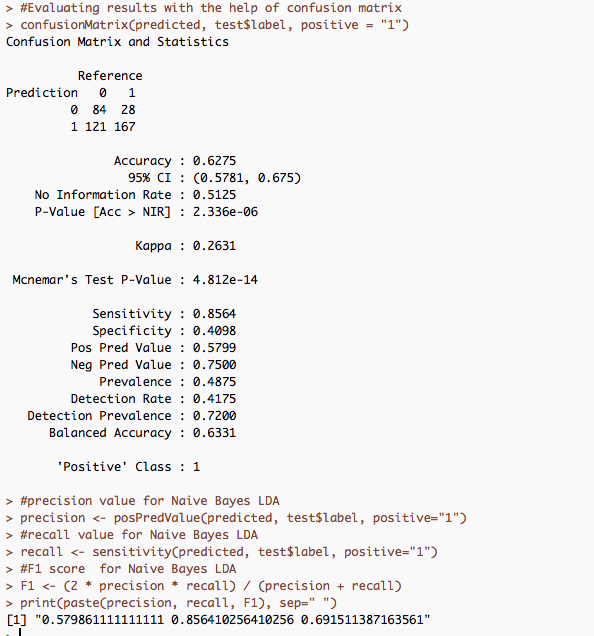 > #Evaluating results with the help of confusion matrix
> confusionMatrix(predicted, test$label, positive = "1")
Confusion Matrix and Statistics

          Reference
Prediction   0   1
         0  84  28
         1 121 167

               Accuracy : 0.6275
                 95% CI : (0.5781, 0.675)
    No Information Rate : 0.5125
    P-Value [Acc > NIR] : 2.336e-06

                  Kappa : 0.2631

 Mcnemar's Test P-Value : 4.812e-14

            Sensitivity : 0.8564
            Specificity : 0.4098
         Pos Pred Value : 0.5799
         Neg Pred Value : 0.7500
             Prevalence : 0.4875
         Detection Rate : 0.4175
   Detection Prevalence : 0.7200
      Balanced Accuracy : 0.6331

       'Positive' Class : 1

> #precision value for Naive Bayes LDA
> precision <- posPredValue(predicted, test$label, positive="1")
> #recall value for Naive Bayes LDA
> recall <- sensitivity(predicted, test$label, positive="1")
> #F1 score  for Naive Bayes LDA
> F1 <- (2 * precision * recall) / (precision + recall)
> print(paste(precision, recall, F1), sep=" ")
[1] "0.579861111111111 0.856410256410256 0.691511387163561"
>